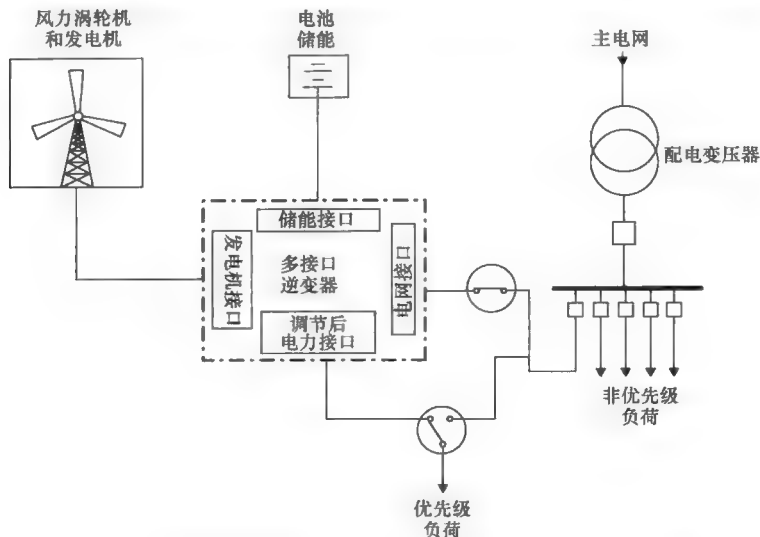 风力涡轮机
和发电机
电池
储能
主电网
配电变压器
储能接口
发电机接口
多接口
逆变器
电网接口
调节后
电力接口
非优先级
负荷
优先级
负荷